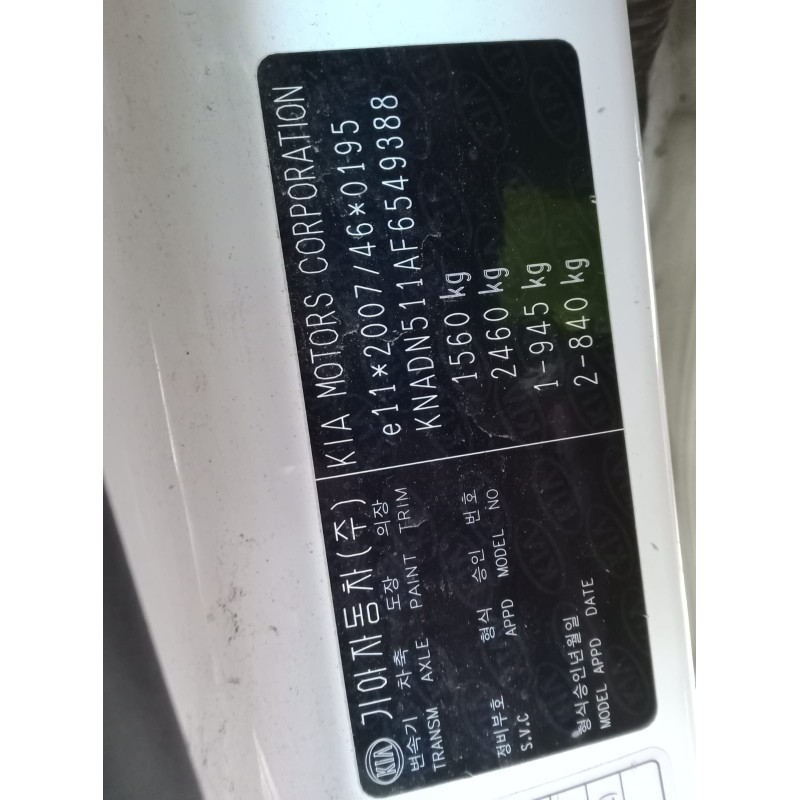 KIA 기아자동차(주) KIA MOTORS CORPORATION
변속기 차축 도장 의장
TRANSM AXLE PAINT TRIM
정비부호 형식 승인 번호
S.V.C APPD MODEL NO
형식승인년월일
MODEL APPD DATE
e11*2007/46*0195
KNADN511AF6549388
1560 kg
2460 kg
1-945 kg
2-840 kg